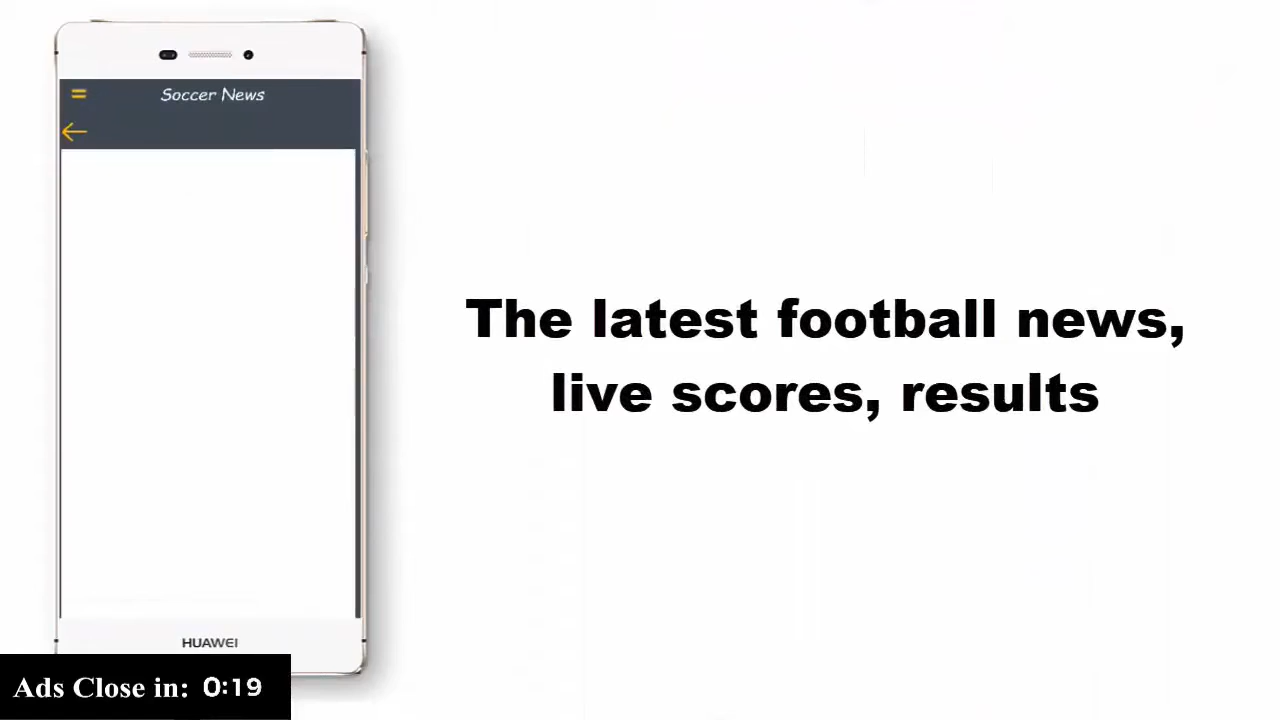 Soccer News
The latest football news,
live scores, results
HUAWEI
Ads Close in: 0:19